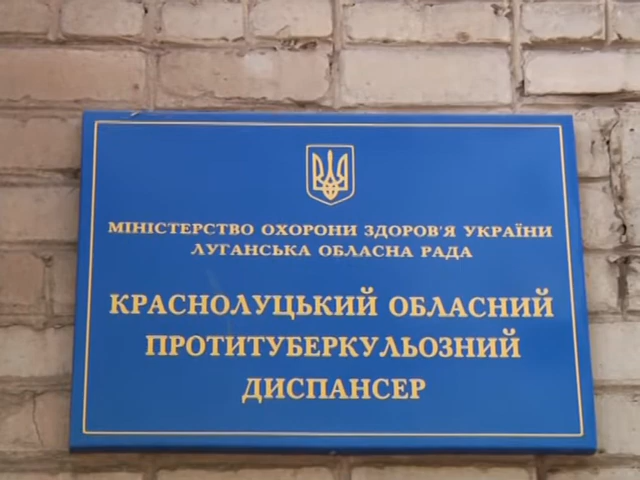 МІНІСТЕРСТВО ОХОРОНИ ЗДОРОВ'Я УКРАЇНИ
ЛУГАНСЬКА ОБЛАСНА РАДА
КРАСНОЛУЦЬКИЙ ОБЛАСНИЙ
ПРОТИТУБЕРКУЛЬОЗНИЙ
ДИСПАНСЕР